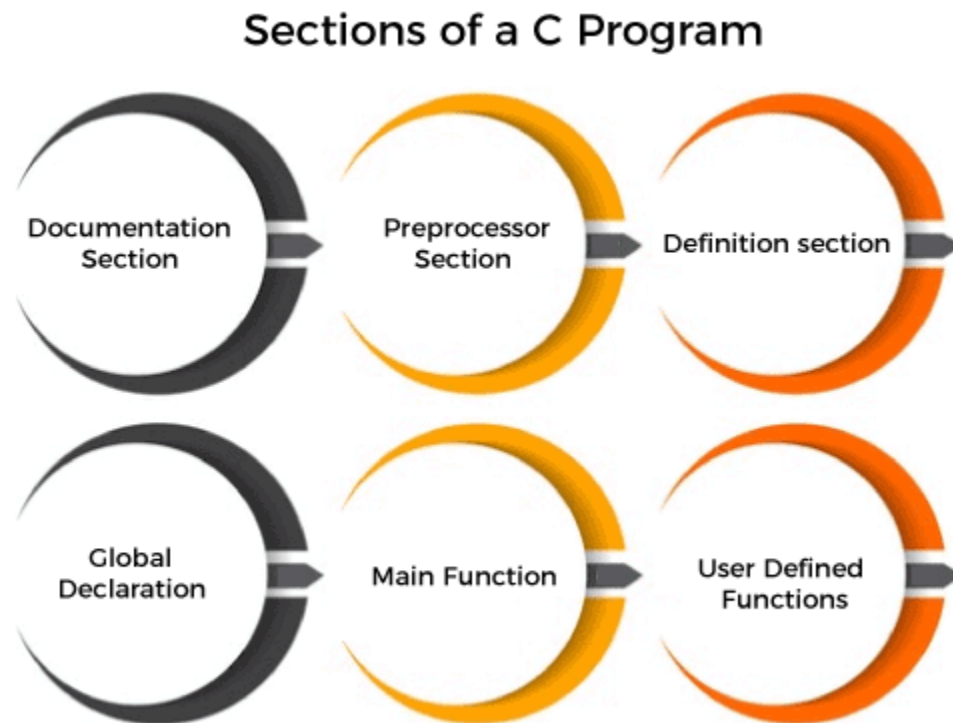 Sections of a C Program
Documentation
Section
Preprocessor
Section
Definition section
Global
Declaration
Main Function
User Defined
Functions